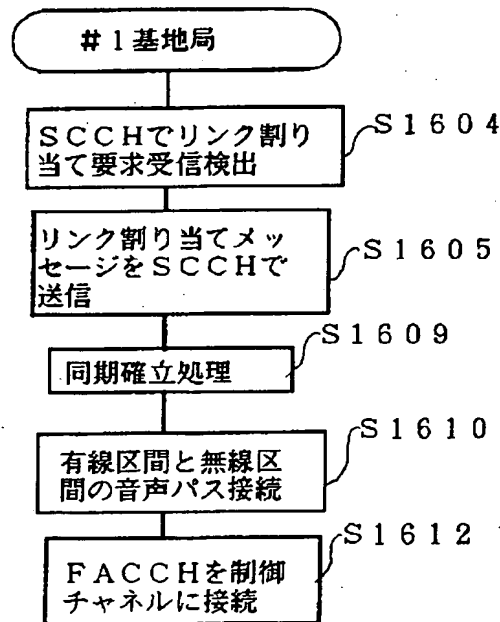 ＃１基地局
ＳＣＣＨでリンク割り
当て要求受信検出
Ｓ１６０４
リンク割り当てメッ
セージをＳＣＣＨで
送信
Ｓ１６０５
同期確立処理
Ｓ１６０９
有線区間と無線区
間の音声パス接続
Ｓ１６１０
ＦＡＣＣＨを制御
チャネルに接続
Ｓ１６１２